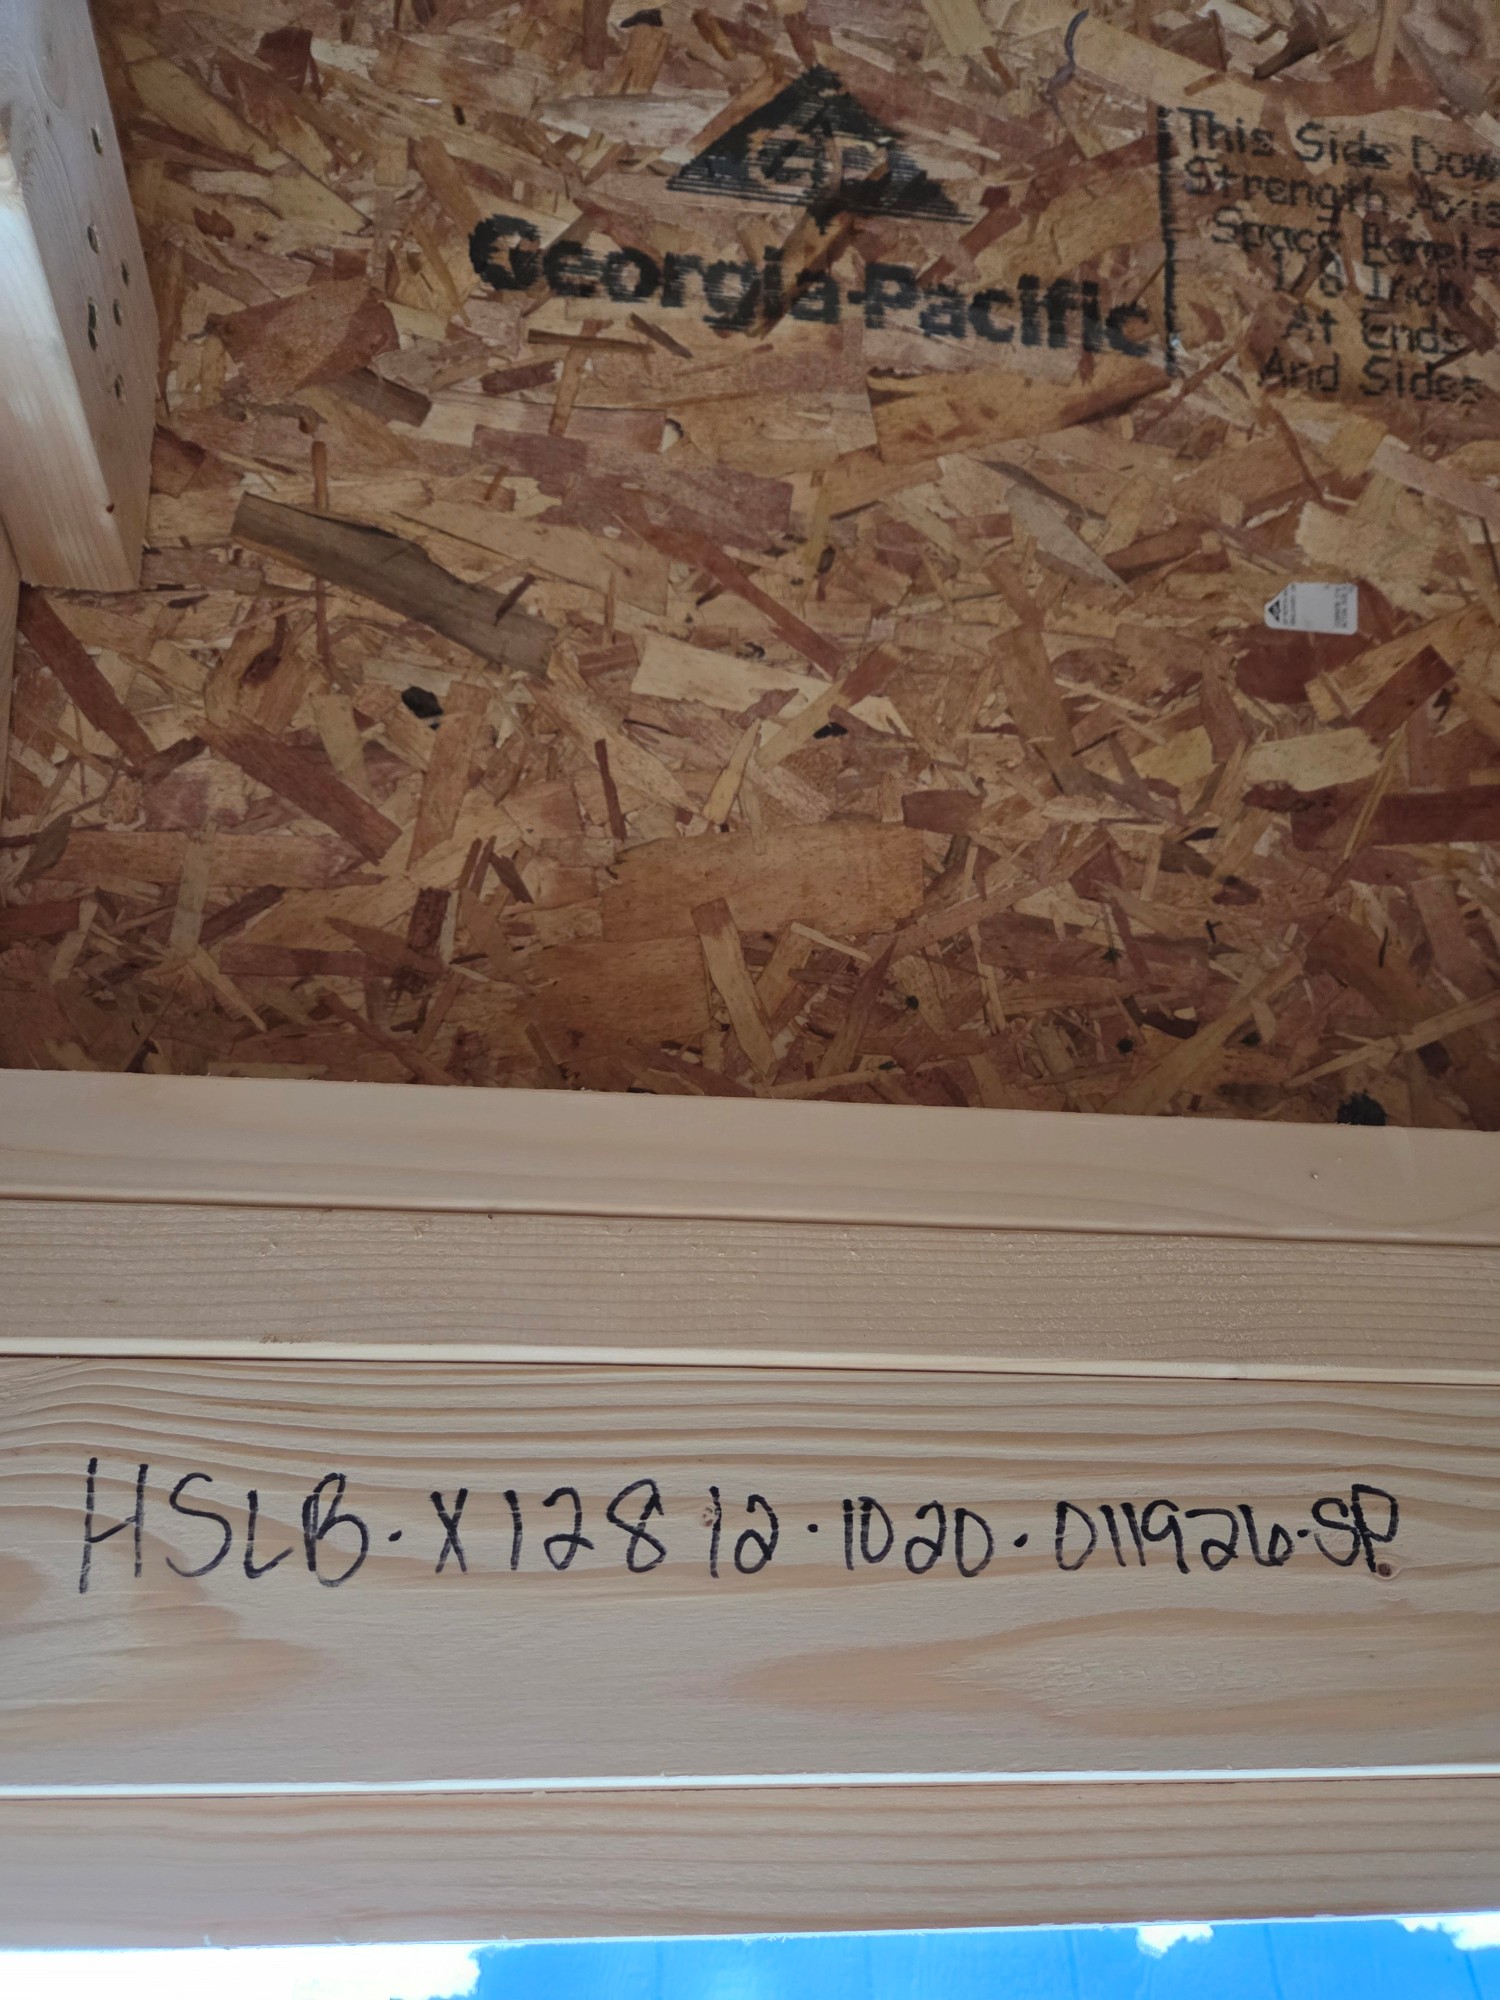 GP
Georgia-Pacific
This Side Dow
Strength Axis
Space Panels
1/8 Inch
At Ends
And Sides
HSLB·X12812·1020·011926·SP